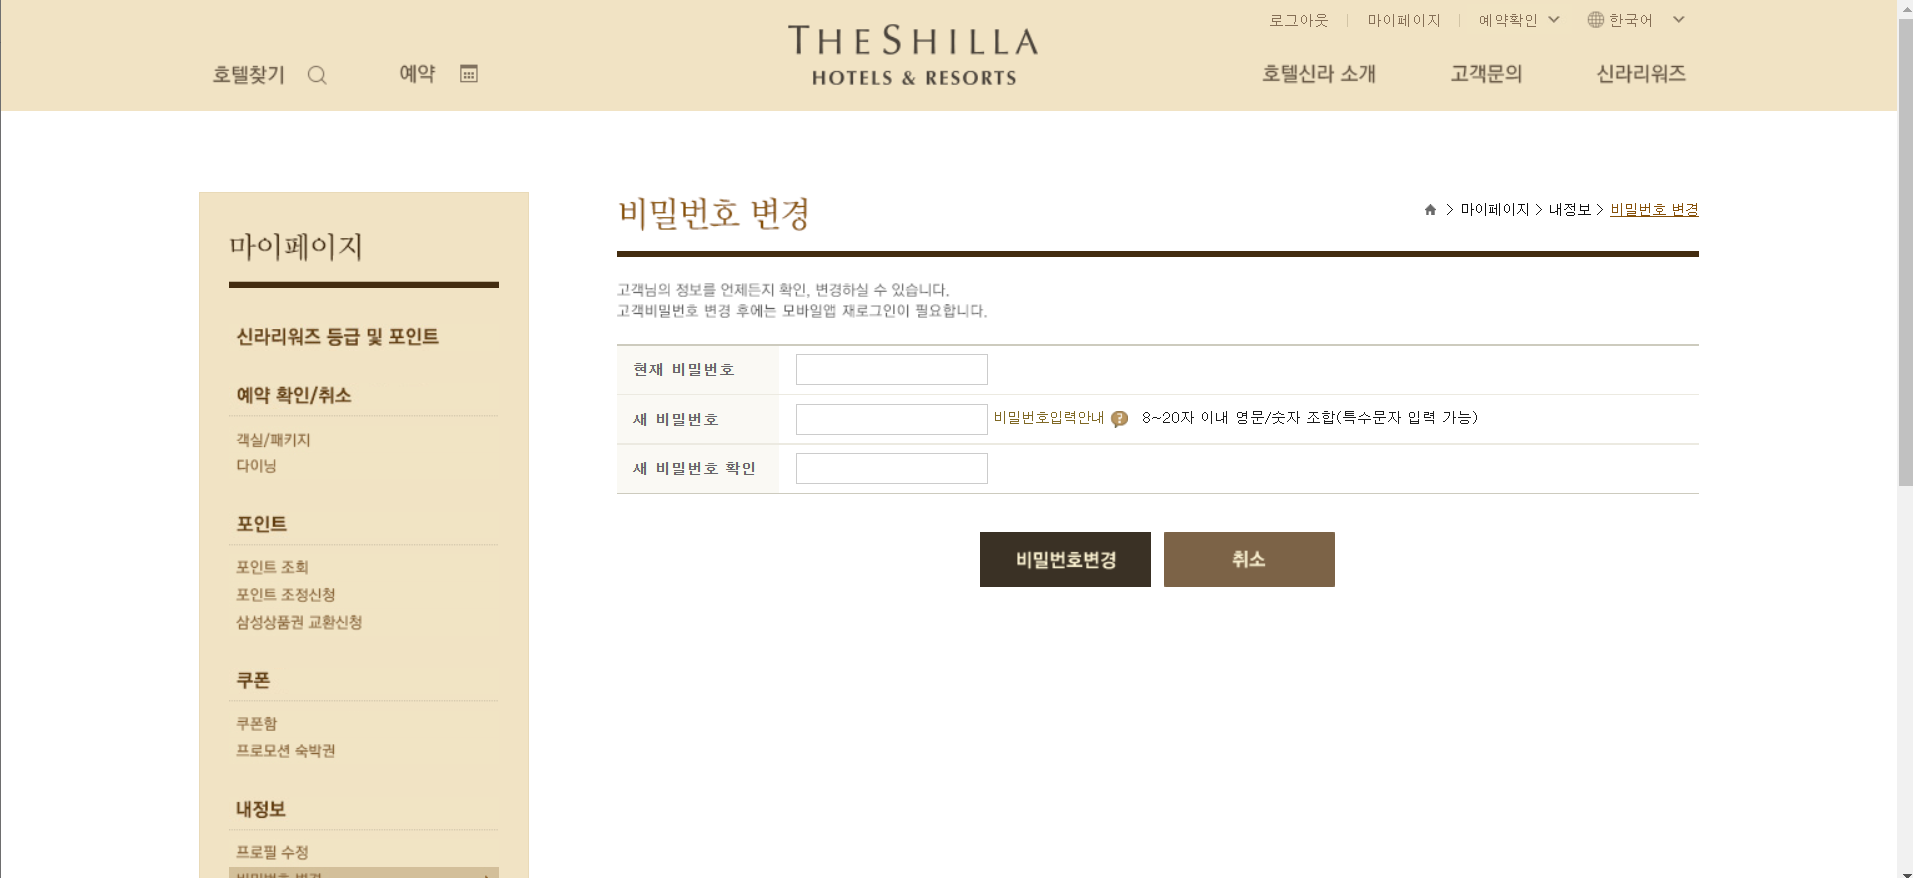 로그아웃 마이페이지 예약확인 한국어
THE SHILLA
HOTELS & RESORTS
호텔찾기 예약 호텔신라 소개 고객문의 신라리워즈
마이페이지
신라리워즈 등급 및 포인트
예약 확인/취소
객실/패키지
다이닝
포인트
포인트 조회
포인트 조정신청
삼성상품권 교환신청
쿠폰
쿠폰함
프로모션 숙박권
내정보
프로필 수정
비밀번호 변경
비밀번호 변경
> 마이페이지 > 내정보 > 비밀번호 변경
고객님의 정보를 언제든지 확인, 변경하실 수 있습니다.
고객비밀번호 변경 후에는 모바일앱 재로그인이 필요합니다.
현재 비밀번호
새 비밀번호 비밀번호입력안내 ? 8~20자 이내 영문/숫자 조합(특수문자 입력 가능)
새 비밀번호 확인
비밀번호변경 취소